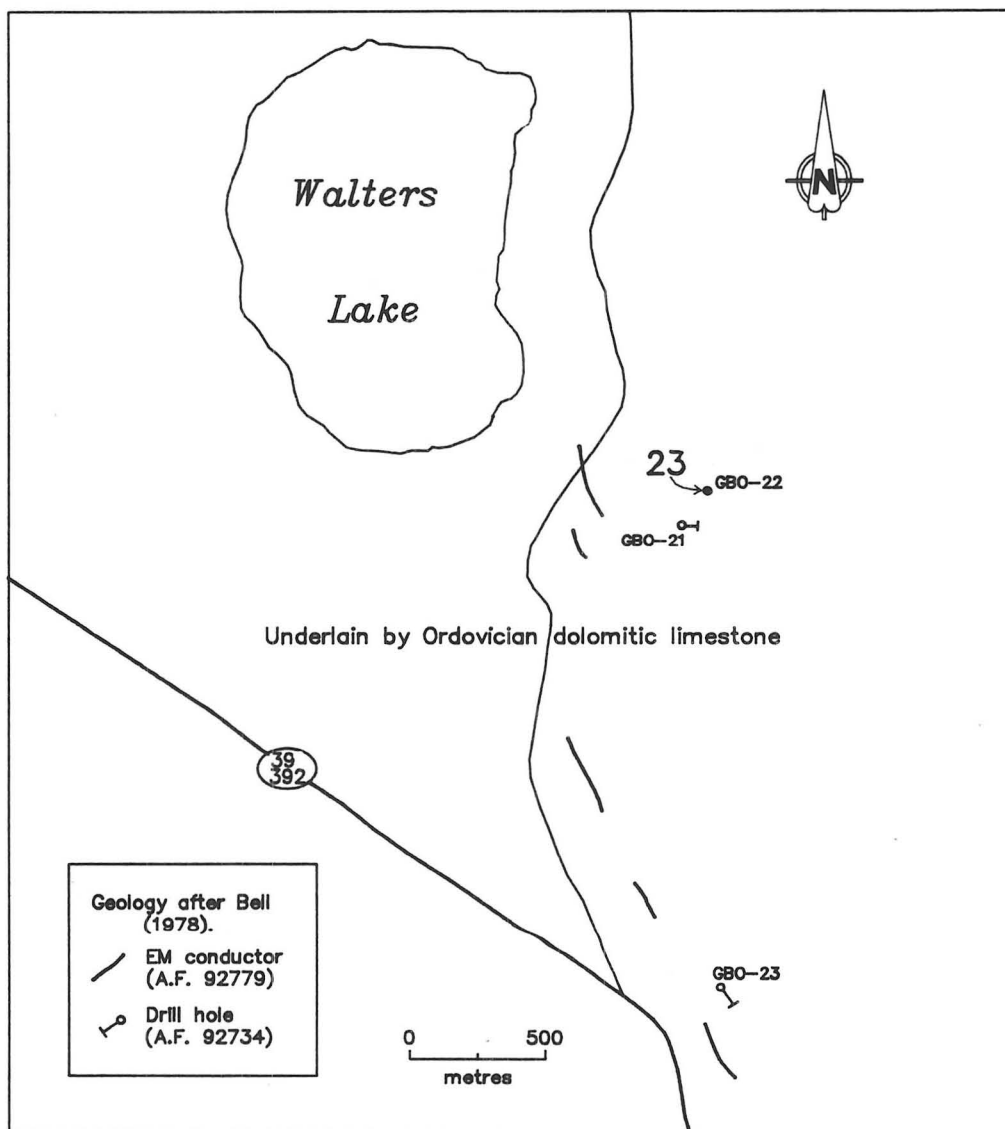 Walters
Lake
N
23
GBO-22
GBO-21
Underlain by Ordovician dolomitic limestone
39
392
GBO-23
Geology after Bell
(1978).
EM conductor
(A.F. 92779)
Drill hole
(A.F. 92734)
0 500
metres